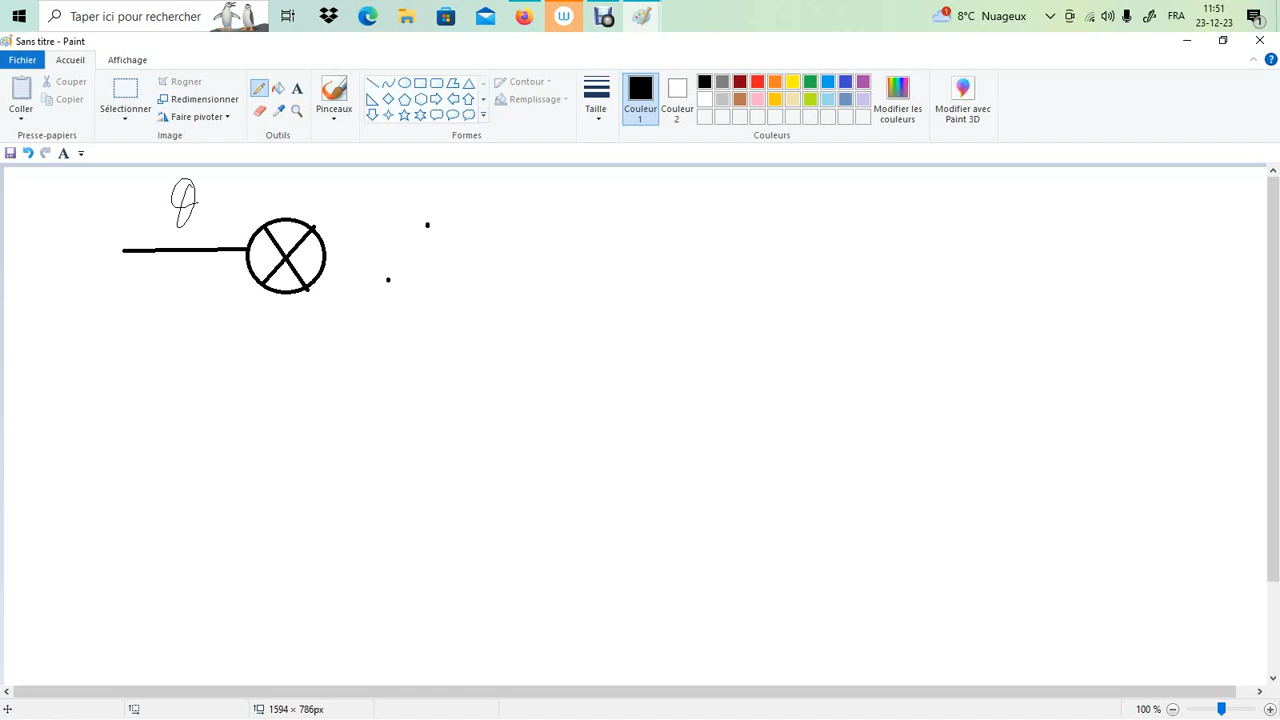 Taper ici pour rechercher
8°C Nuageux
FRA
11:51
23-12-23
1
Sans titre - Paint
Fichier Accueil Affichage
Coller
Couper
Copier
Presse-papiers
Sélectionner
Rogner
Redimensionner
Faire pivoter
Image
A
Outils
Pinceaux
Contour
Remplissage
Formes
Taille
Couleur 1
Couleur 2
Modifier les couleurs
Couleurs
Modifier avec Paint 3D
A
1594 × 786px
100 %